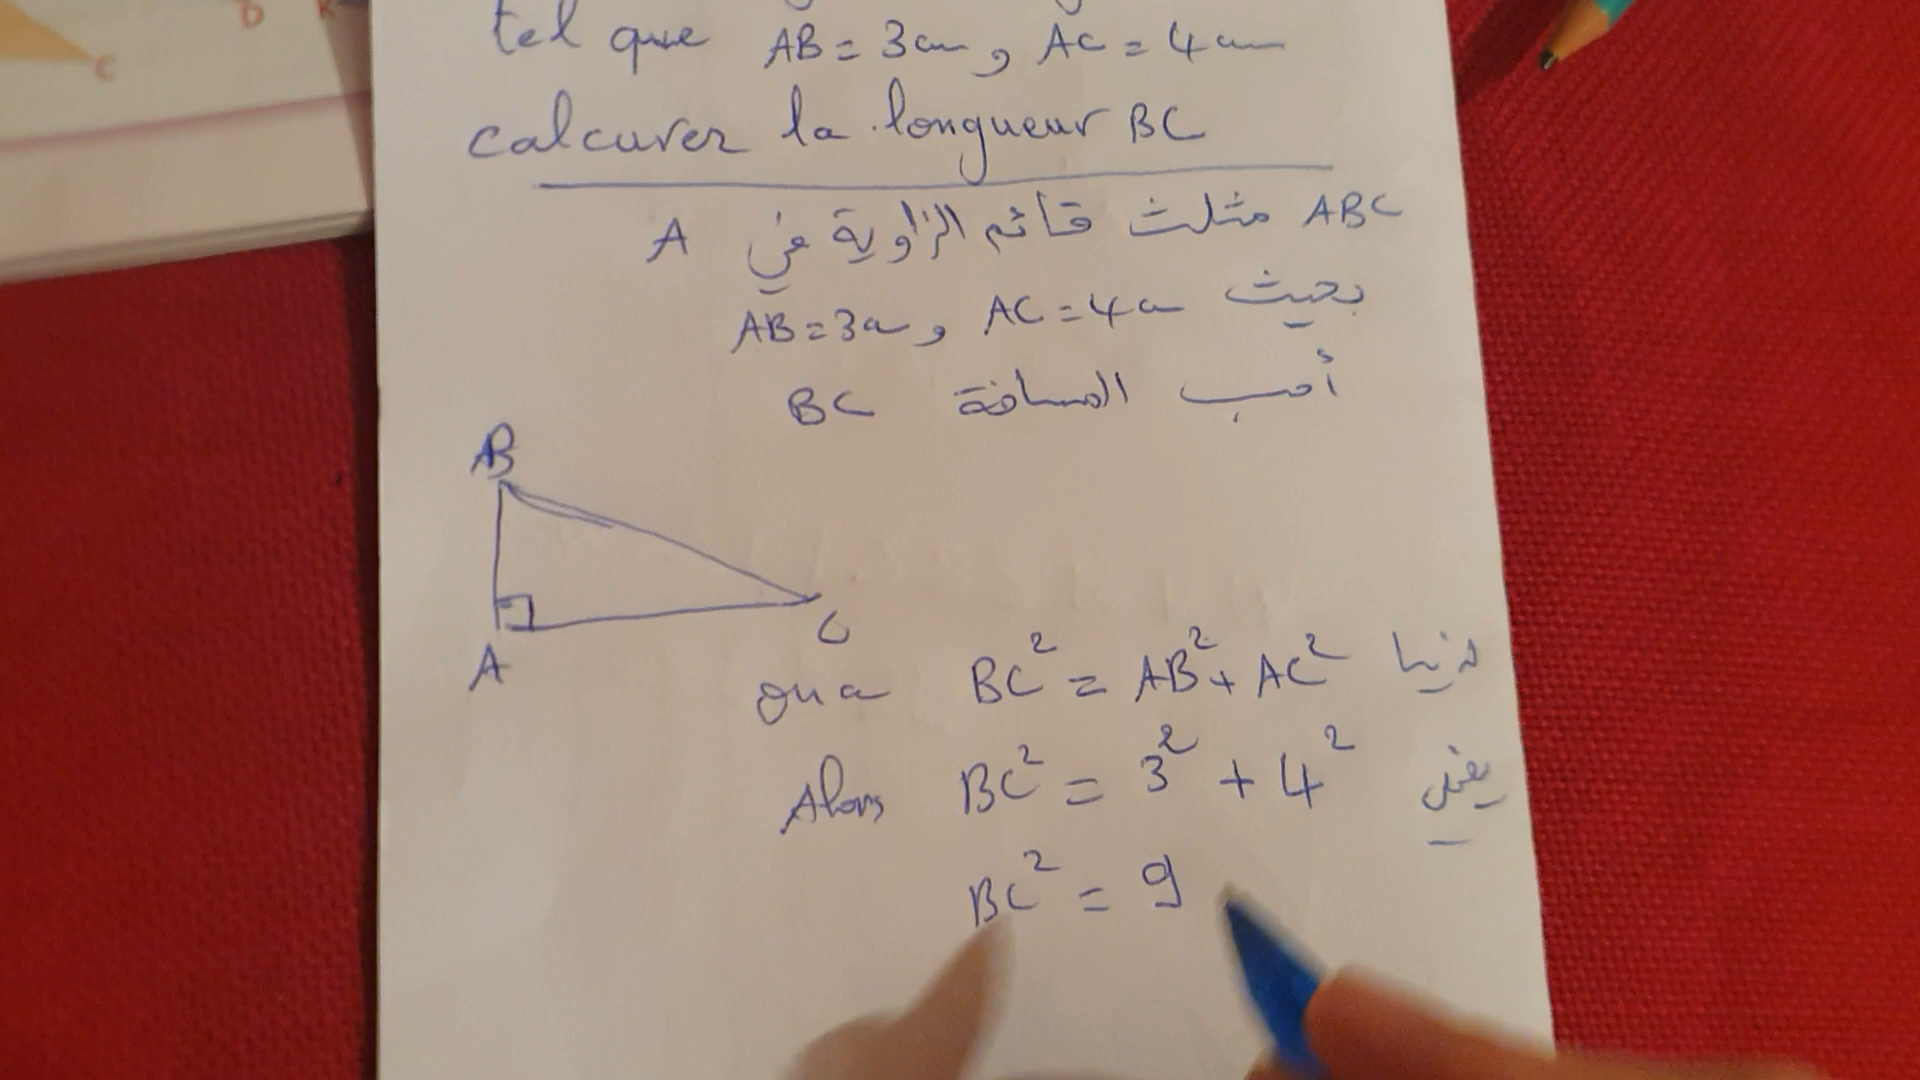 D K
C
tel que AB = 3cm, AC = 4cm
calculer la longueur BC
ABC مثلث قائم الزاوية في A
بحيث AC = 4cm و AB = 3cm
أحسب المسافة BC
B
A
C
on a BC² = AB² + AC² لدينا
Alors BC² = 3² + 4² يعني
BC² = 9